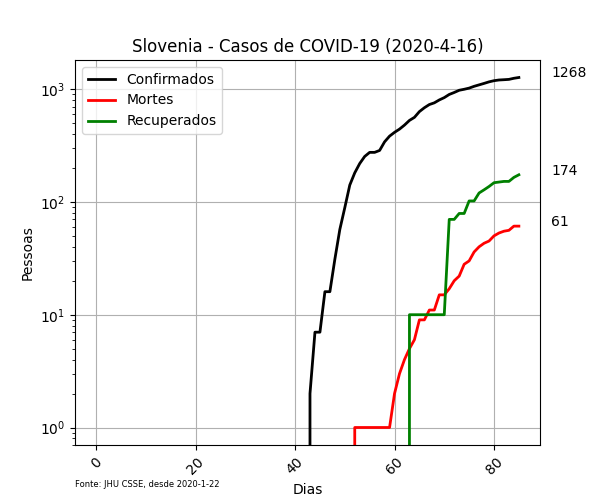 Slovenia - Casos de COVID-19 (2020-4-16)
Confirmados
Mortes
Recuperados
1268
174
61
10³
10²
10¹
10⁰
Pessoas
0
20
40
60
80
Dias
Fonte: JHU CSSE, desde 2020-1-22